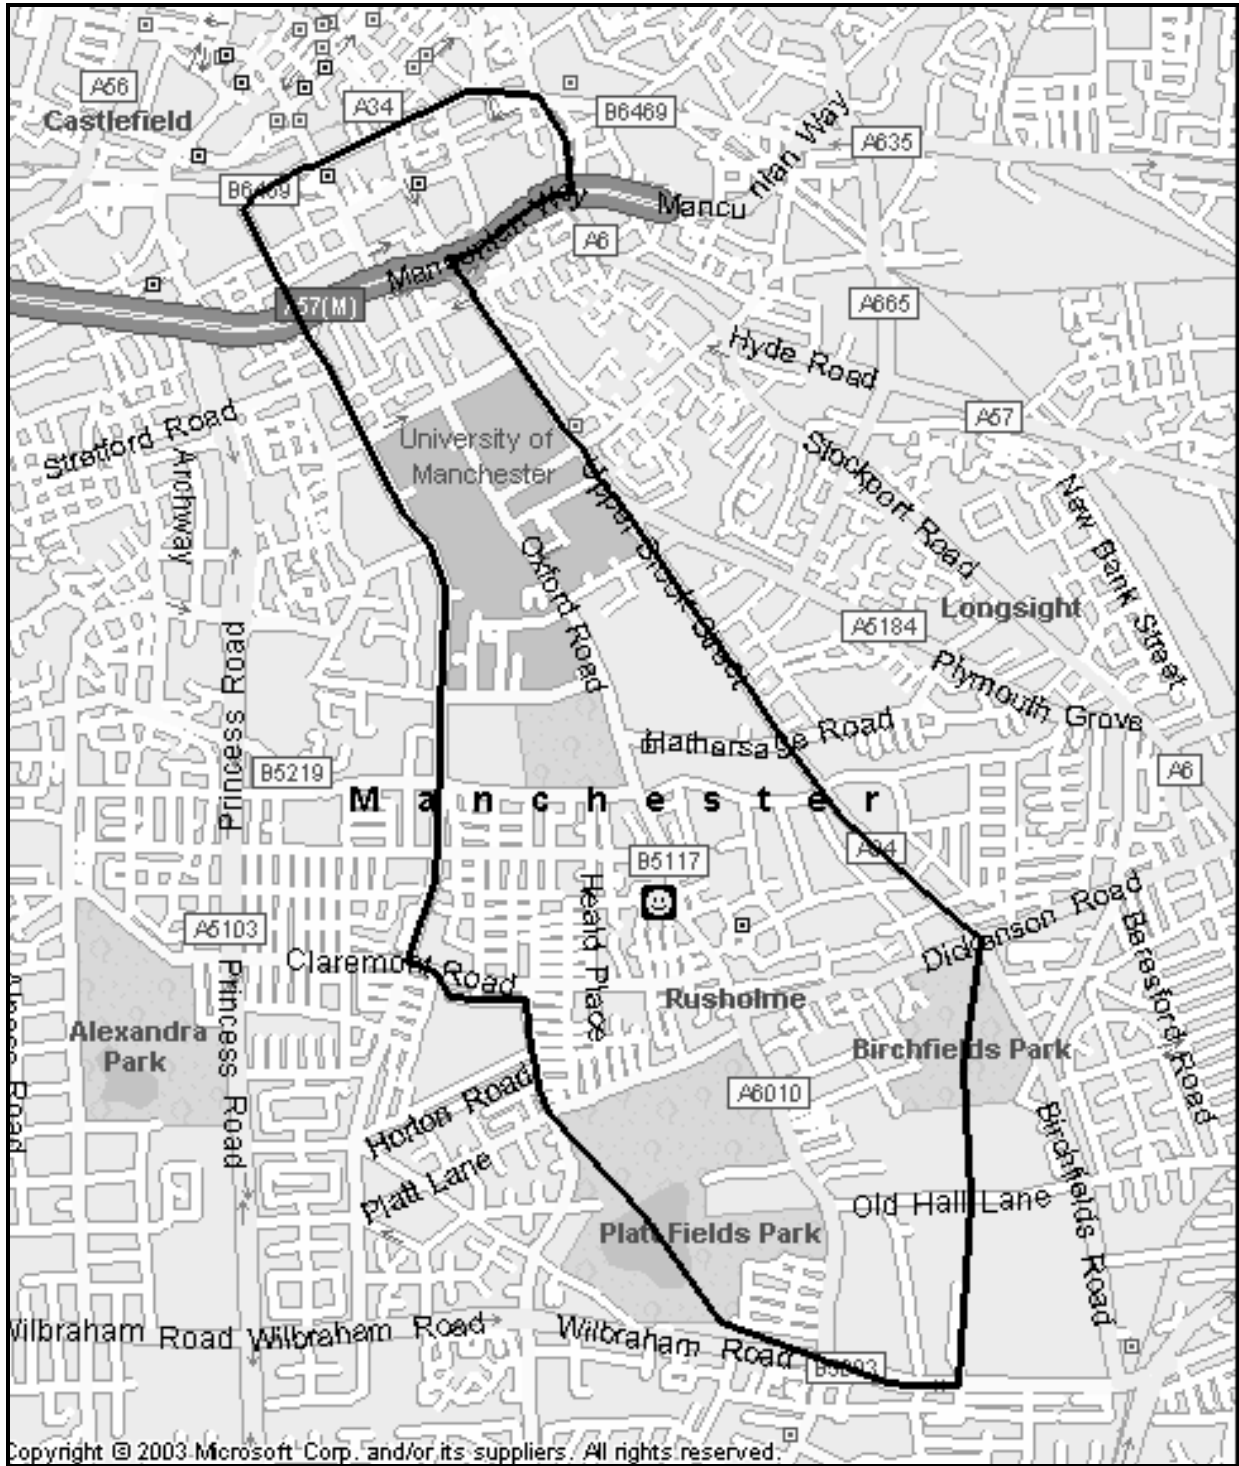 A56
A34
B6469
Castlefield
A635
nian Way
B6469
Mancu
Mancunian Way
A6
A57(M)
A665
Hyde Road
A57
Stratford Road
University of
Manchester
Stockport Road
Archway
New Bank Street
Upper Brook Street
Oxford Road
Longsight
A5184
Plymouth Grove
Princess Road
Hathersage Road
B5219
A6
Manchester
A34
B5117
Heald Place
A5103
Claremont Road
Dickenson Road
Beresford Road
Princess Road
Rusholme
Alexandra
Park
Birchfields Park
Horton Road
A6010
Birchfields Road
Platt Lane
Old Hall Lane
Platt Fields Park
Wilbraham Road
Wilbraham Road
Wilbraham Road
B5093
Copyright © 2003 Microsoft Corp. and/or its suppliers. All rights reserved.